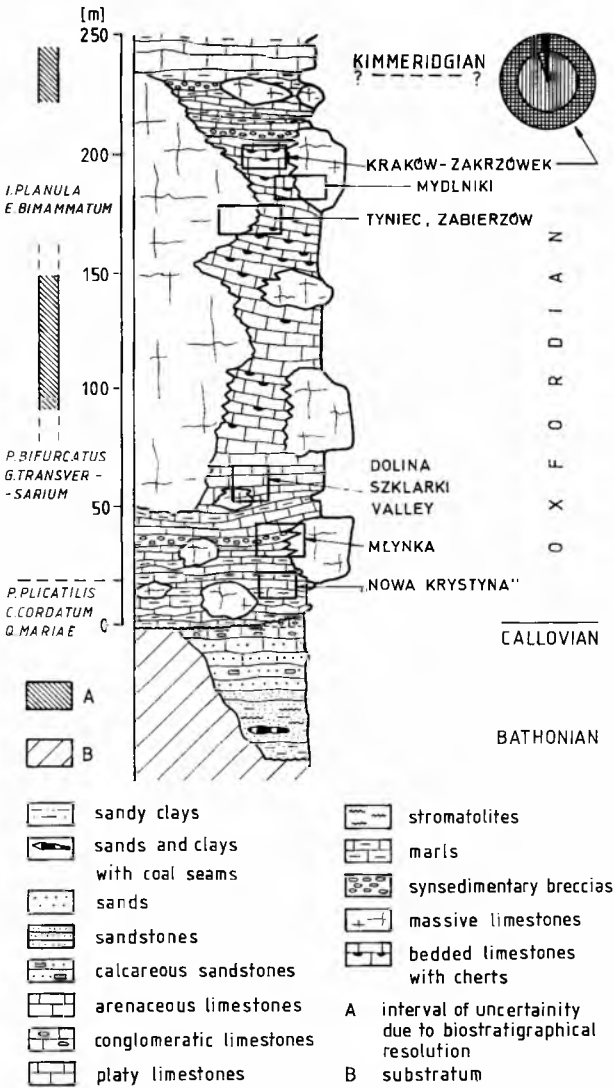 [m]
250
200
150
100
50
0
I.PLANULA
E.BIMAMMATUM
P.BIFURCATUS
G.TRANSVER-
-SARIUM
P.PLICATILIS
C.CORDATUM
Q.MARIAE
KIMMERIDGIAN
? ?
KRAKÓW-ZAKRZÓWEK
MYDLNIKI
TYNIEC, ZABIERZÓW
OXFORDIAN
DOLINA
SZKLARKI
VALLEY
MŁYNKA
„NOWA KRYSTYNA"
CALLOVIAN
BATHONIAN
A
B
sandy clays
sands and clays
with coal seams
sands
sandstones
calcareous sandstones
arenaceous limestones
conglomeratic limestones
platy limestones
stromatolites
marls
synsedimentary breccias
massive limestones
bedded limestones
with cherts
A interval of uncertainity
due to biostratigraphical
resolution
B substratum